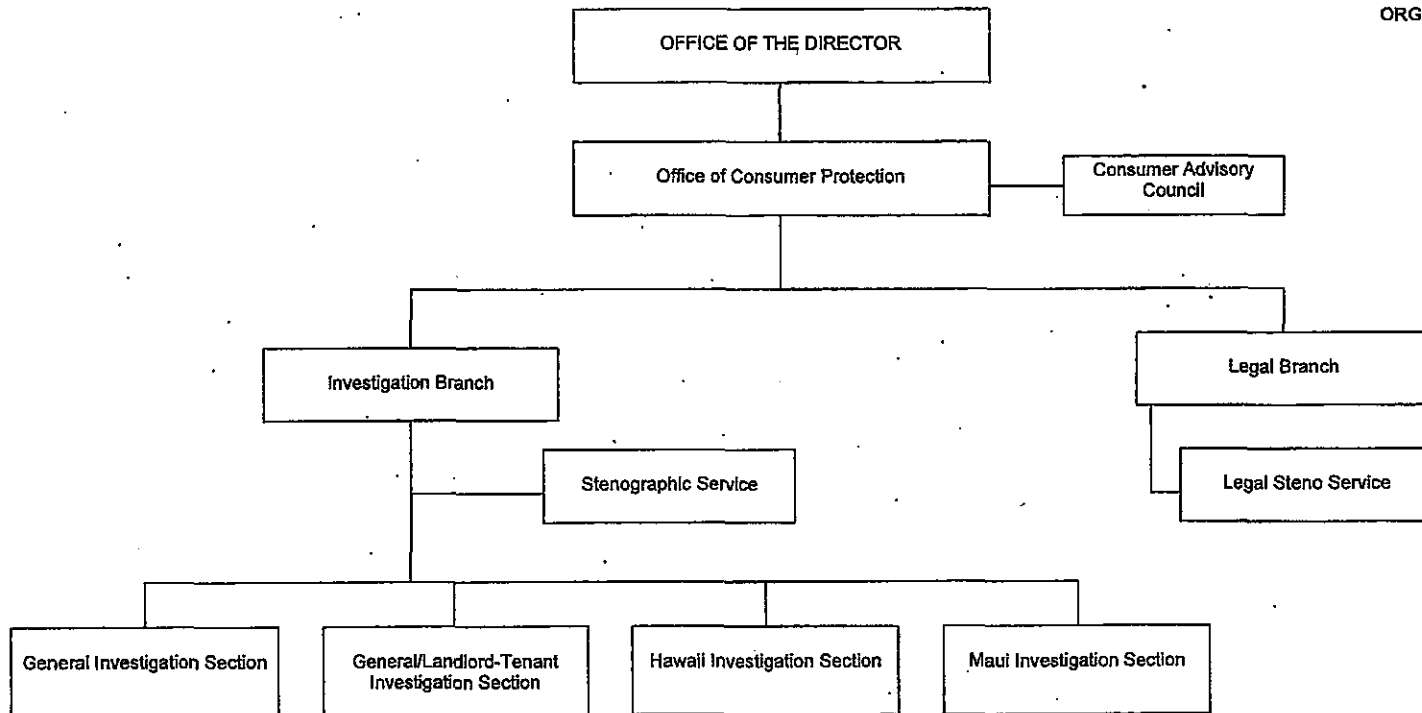 ORG
OFFICE OF THE DIRECTOR
Office of Consumer Protection
Consumer Advisory
Council
Investigation Branch
Legal Branch
Stenographic Service
Legal Steno Service
General Investigation Section
General/Landlord-Tenant
Investigation Section
Hawaii Investigation Section
Maui Investigation Section